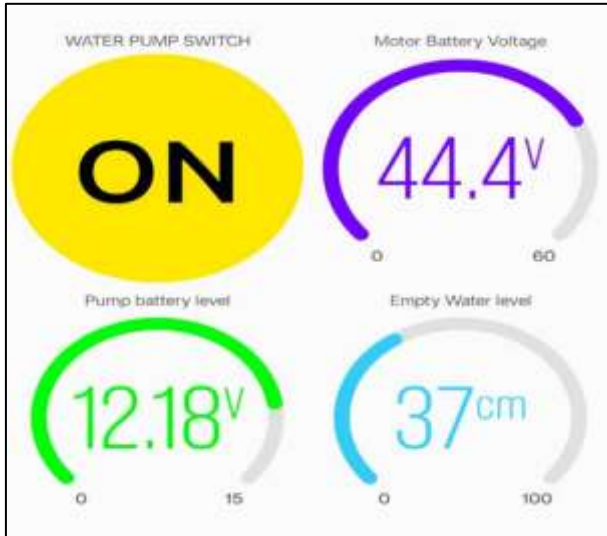 WATER PUMP SWITCH
ON
Motor Battery Voltage
44.4V
0 60
Pump battery level
12.18V
0 15
Empty Water level
37cm
0 100